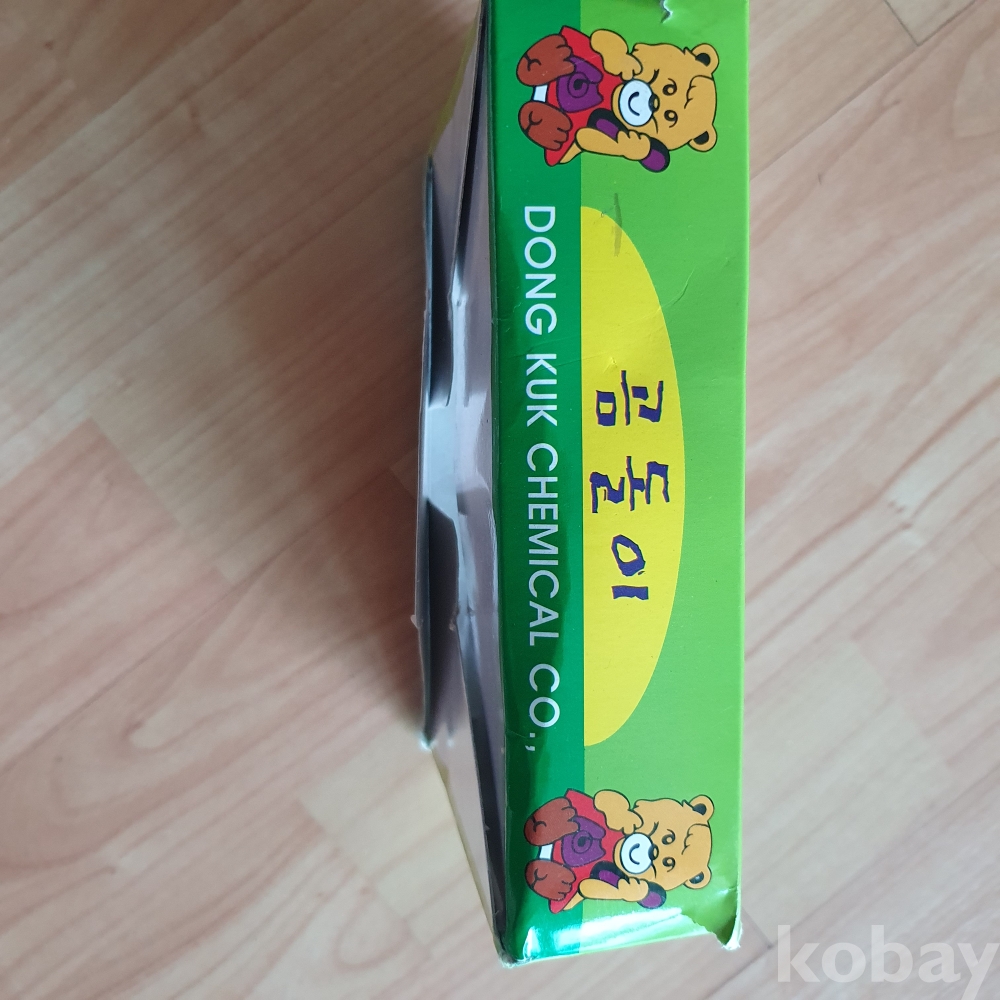 곰돌이
DONG KUK CHEMICAL CO.,
kobay